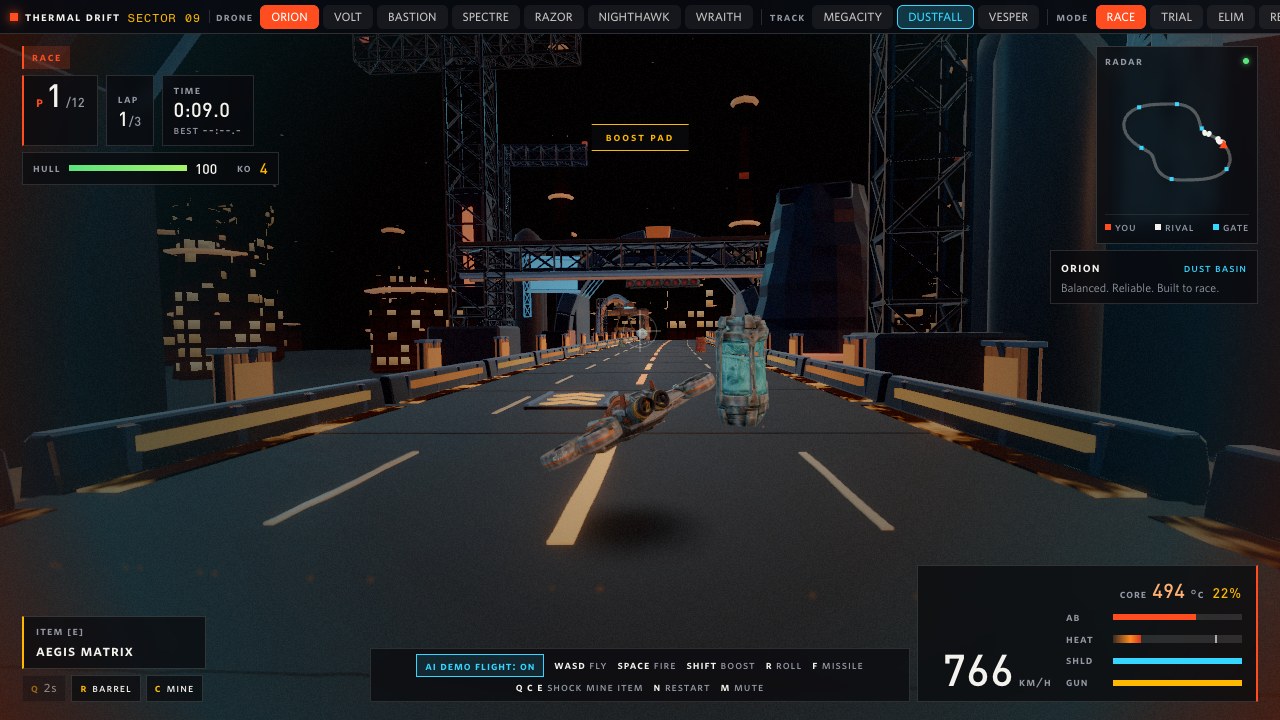 THERMAL DRIFT SECTOR 09 DRONE ORION VOLT BASTION SPECTRE RAZOR NIGHTHAWK WRAITH TRACK MEGACITY DUSTFALL VESPER MODE RACE TRIAL ELIM RE
RACE
P 1 /12
LAP
1/3
TIME
0:09.0
BEST --:--.-
HULL 100 KO 4
BOOST PAD
RADAR
YOU RIVAL GATE
ORION DUST BASIN
Balanced. Reliable. Built to race.
ITEM [E]
AEGIS MATRIX
Q 2s R BARREL C MINE
AI DEMO FLIGHT: ON WASD FLY SPACE FIRE SHIFT BOOST R ROLL F MISSILE
Q C E SHOCK MINE ITEM N RESTART M MUTE
CORE 494 °C 22%
AB
HEAT
SHLD
GUN
766 KM/H